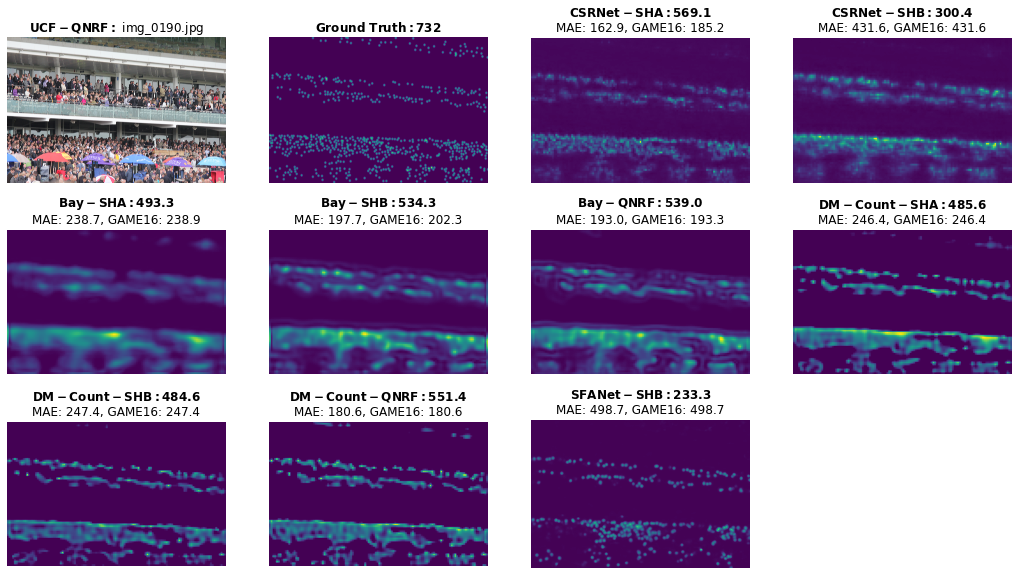 UCF − QNRF : img_0190.jpg
Ground Truth : 732
CSRNet − SHA : 569.1
MAE: 162.9, GAME16: 185.2
CSRNet − SHB : 300.4
MAE: 431.6, GAME16: 431.6
Bay − SHA : 493.3
MAE: 238.7, GAME16: 238.9
Bay − SHB : 534.3
MAE: 197.7, GAME16: 202.3
Bay − QNRF : 539.0
MAE: 193.0, GAME16: 193.3
DM − Count − SHA : 485.6
MAE: 246.4, GAME16: 246.4
DM − Count − SHB : 484.6
MAE: 247.4, GAME16: 247.4
DM − Count − QNRF : 551.4
MAE: 180.6, GAME16: 180.6
SFANet − SHB : 233.3
MAE: 498.7, GAME16: 498.7